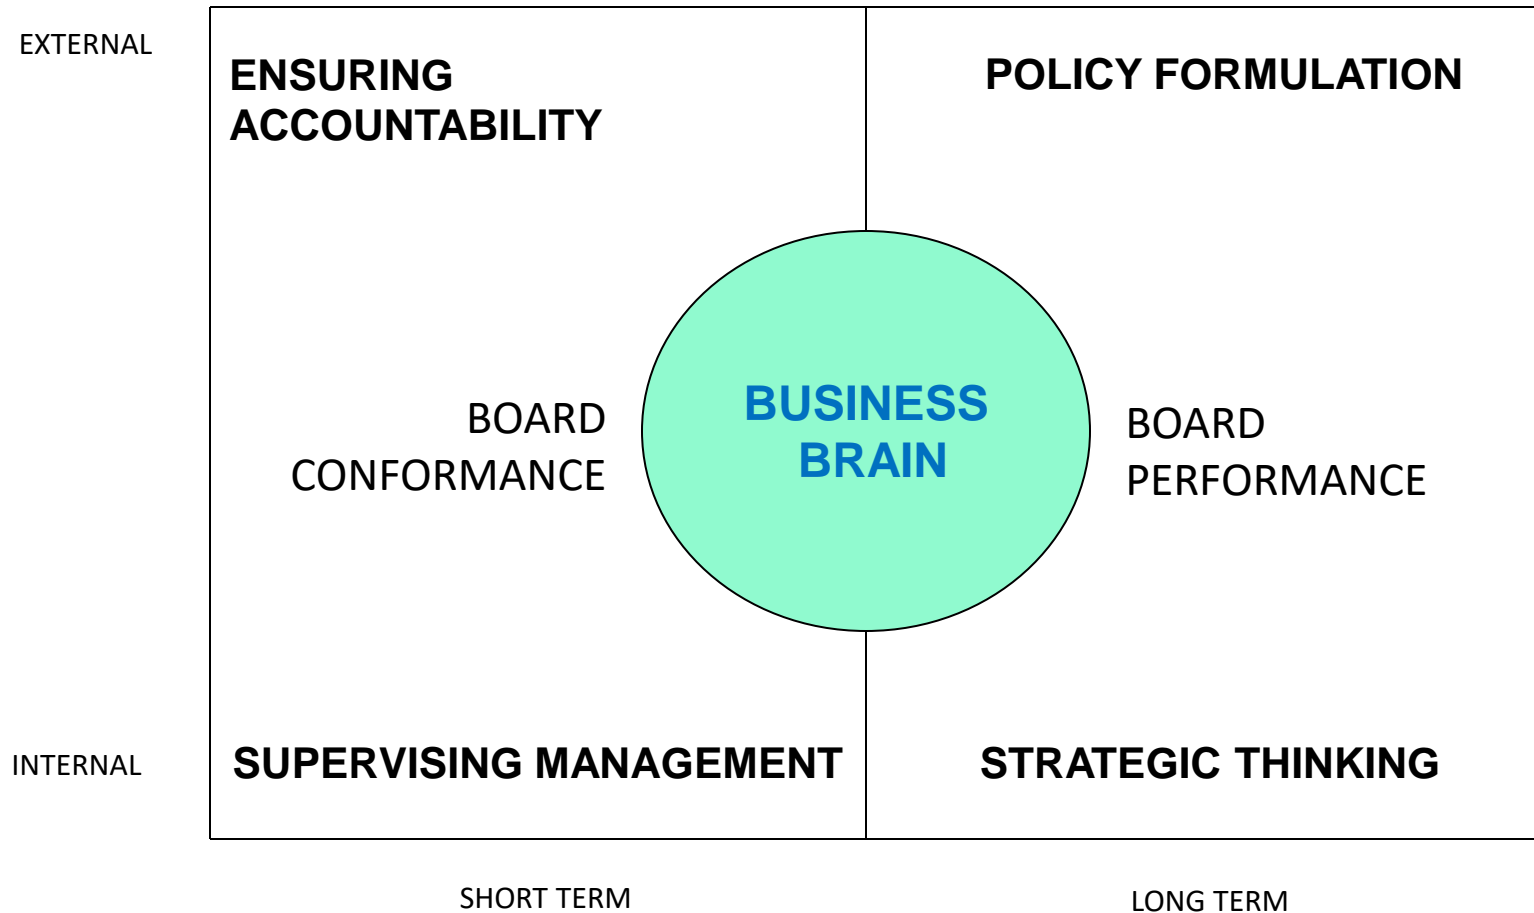 EXTERNAL
ENSURING
ACCOUNTABILITY
POLICY FORMULATION
BOARD
CONFORMANCE
BUSINESS
BRAIN
BOARD
PERFORMANCE
INTERNAL
SUPERVISING MANAGEMENT
STRATEGIC THINKING
SHORT TERM
LONG TERM